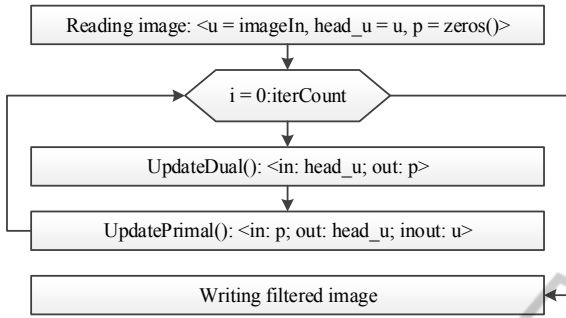 Reading image: <u = imageIn, head_u = u, p = zeros()>
i = 0:iterCount
UpdateDual(): <in: head_u; out: p>
UpdatePrimal(): <in: p; out: head_u; inout: u>
Writing filtered image